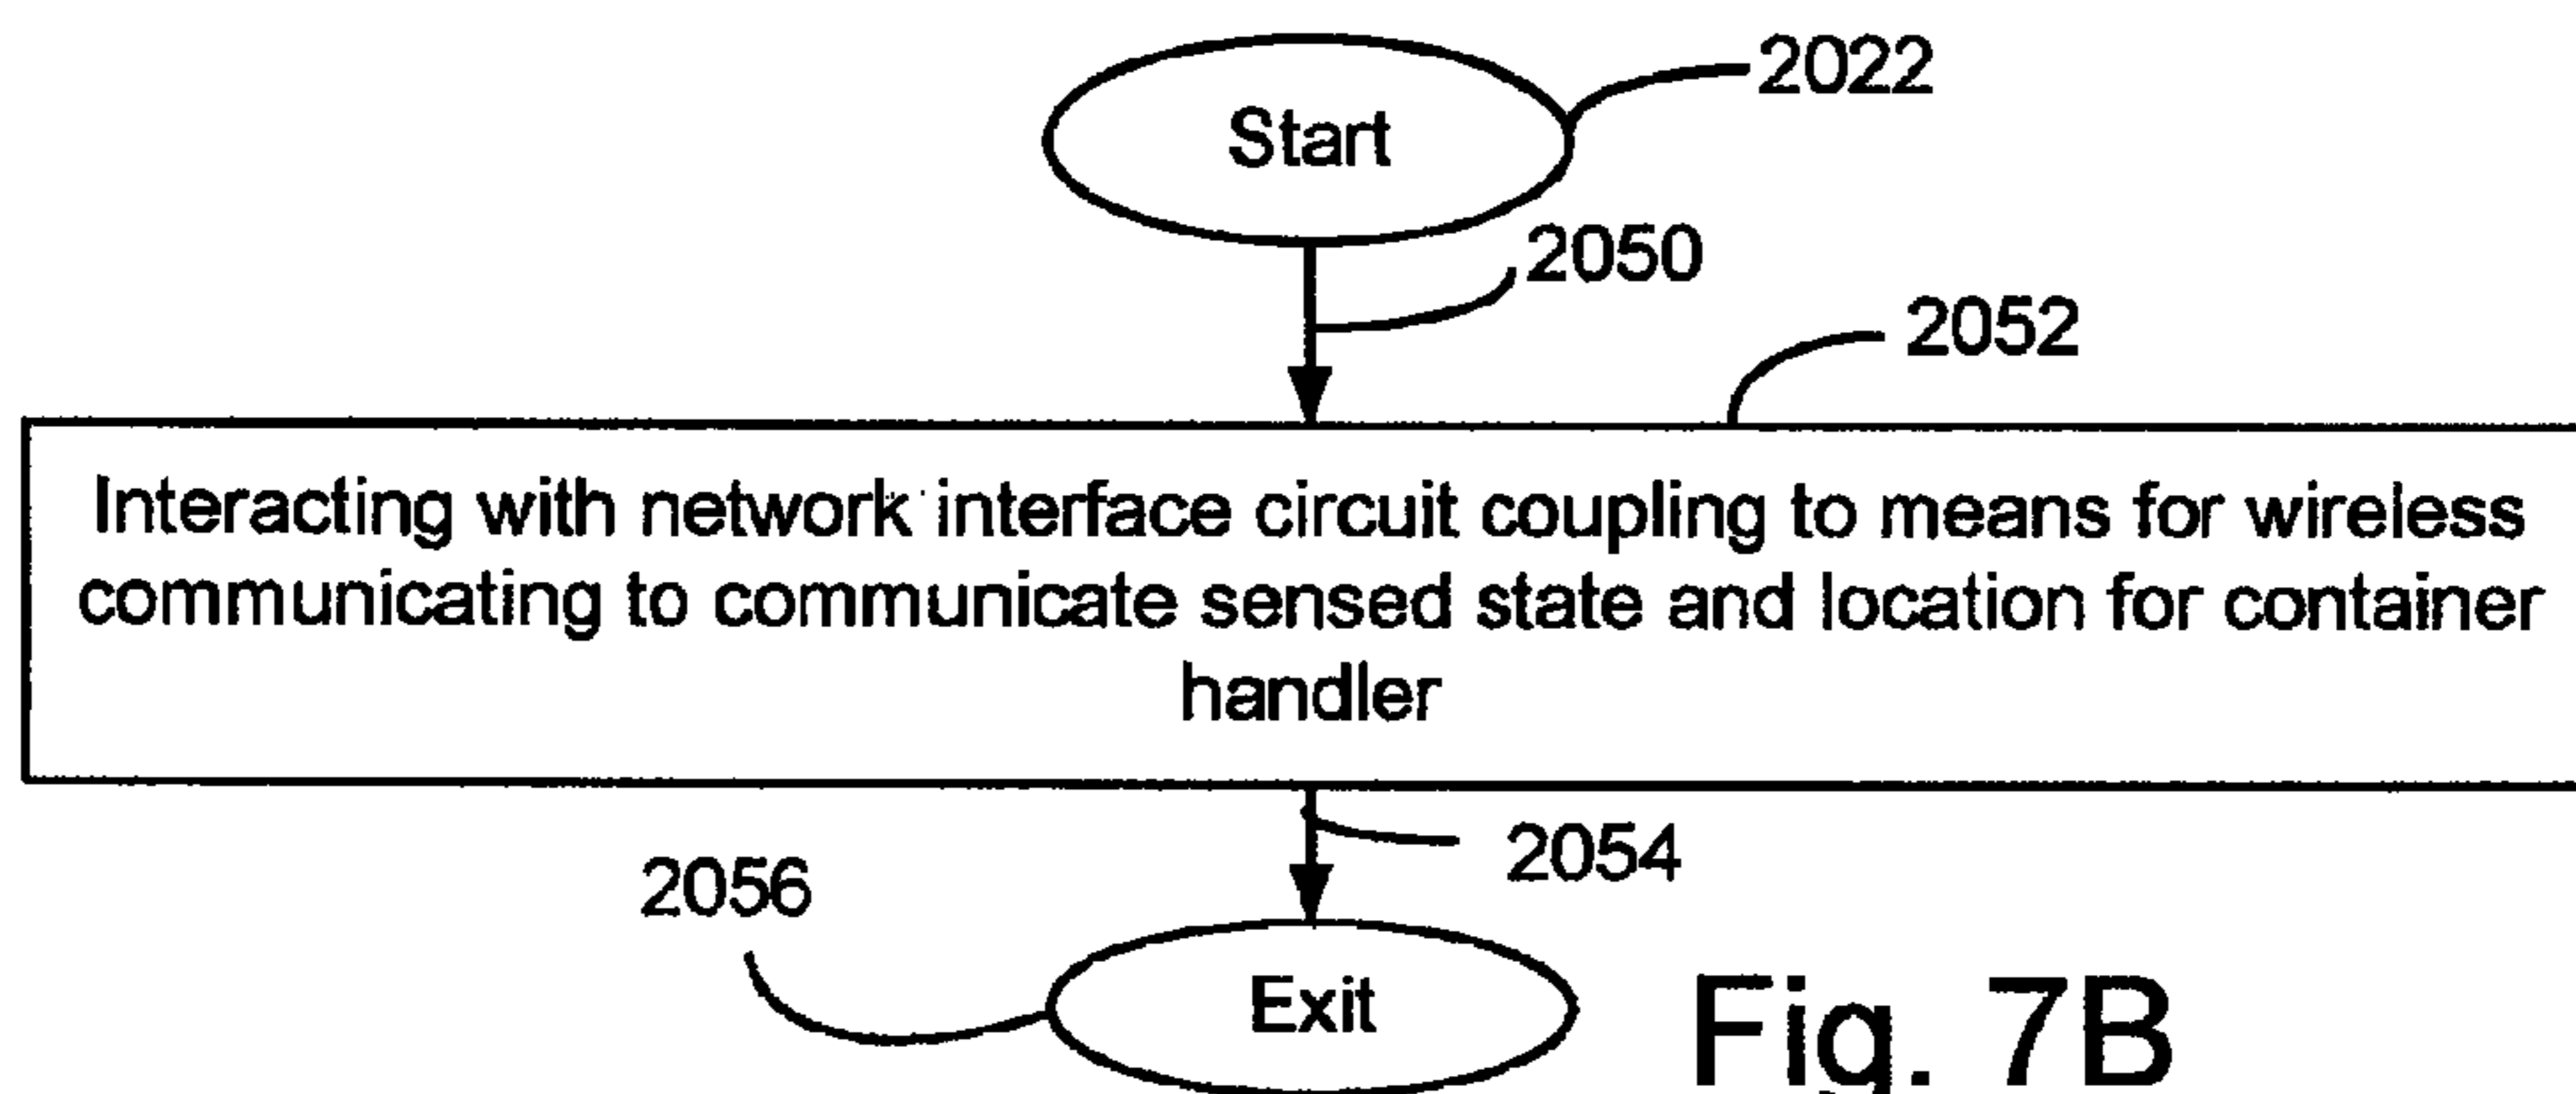 2022
Start
2050
2052
Interacting with network interface circuit coupling to means for wireless
communicating to communicate sensed state and location for container
handler
2054
2056
Exit
Fig. 7B